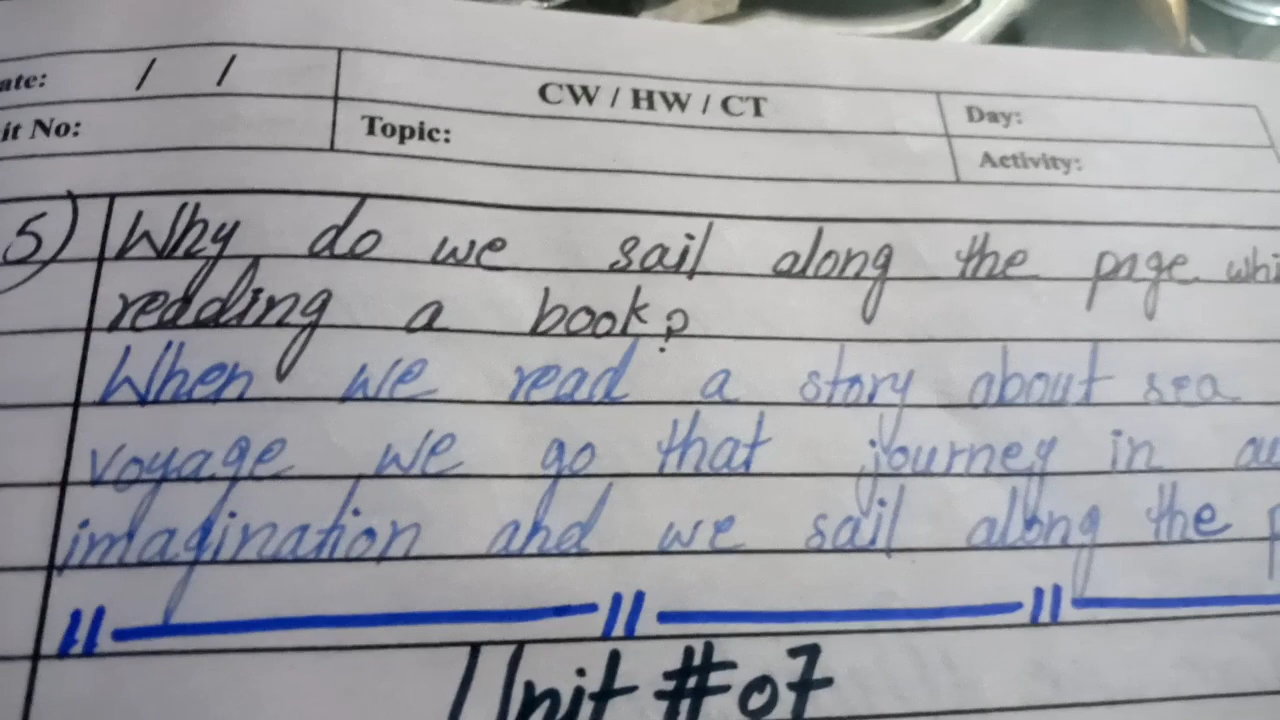 ate: / / CW / HW / CT Day:
it No: Topic: Activity:
5) Why do we sail along the page whi
reading a book?
When we read a story about sea
voyage we go that journey in
imagination and we sail along the
Unit #07